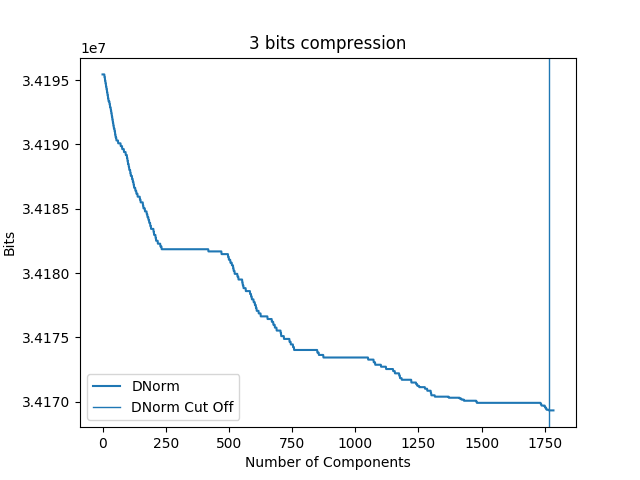 3 bits compression
1e7
3.4195
3.4190
3.4185
3.4180
3.4175
3.4170
Bits
DNorm
DNorm Cut Off
0 250 500 750 1000 1250 1500 1750
Number of Components